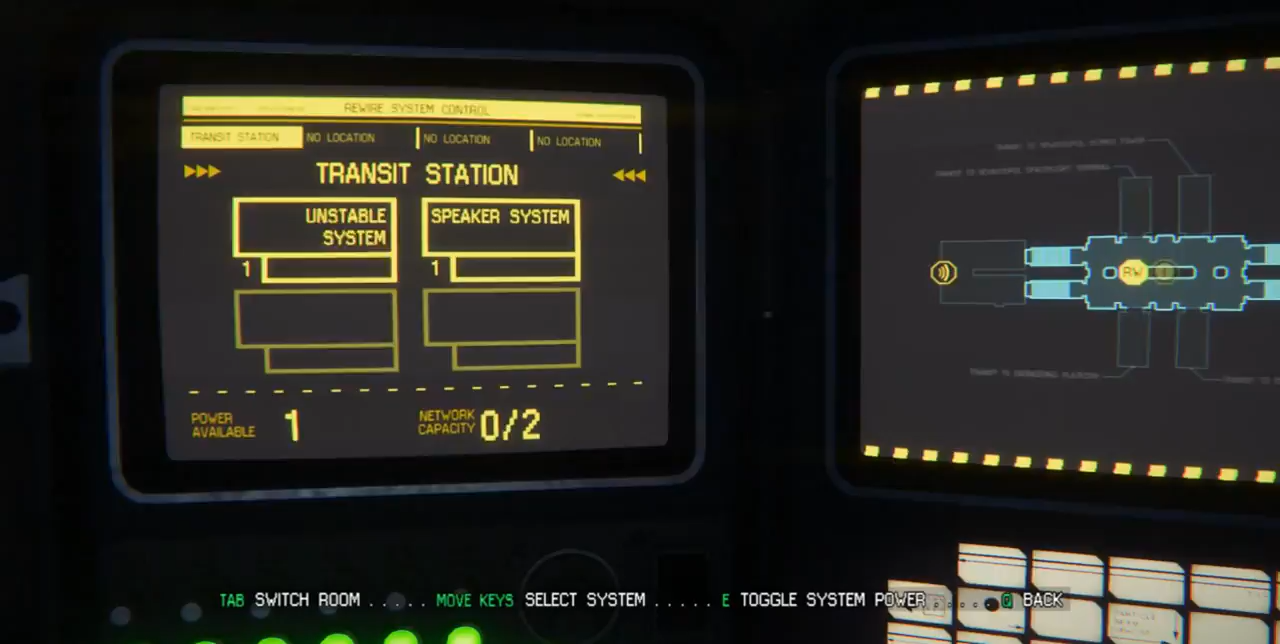 REWIRE SYSTEM CONTROL
TRANSIT STATION NO LOCATION NO LOCATION NO LOCATION
TRANSIT STATION
UNSTABLE SYSTEM
1
SPEAKER SYSTEM
1
POWER AVAILABLE 1
NETWORK CAPACITY 0/2
RW
TAB SWITCH ROOM ..... MOVE KEYS SELECT SYSTEM ..... E TOGGLE SYSTEM POWER ..... Q BACK